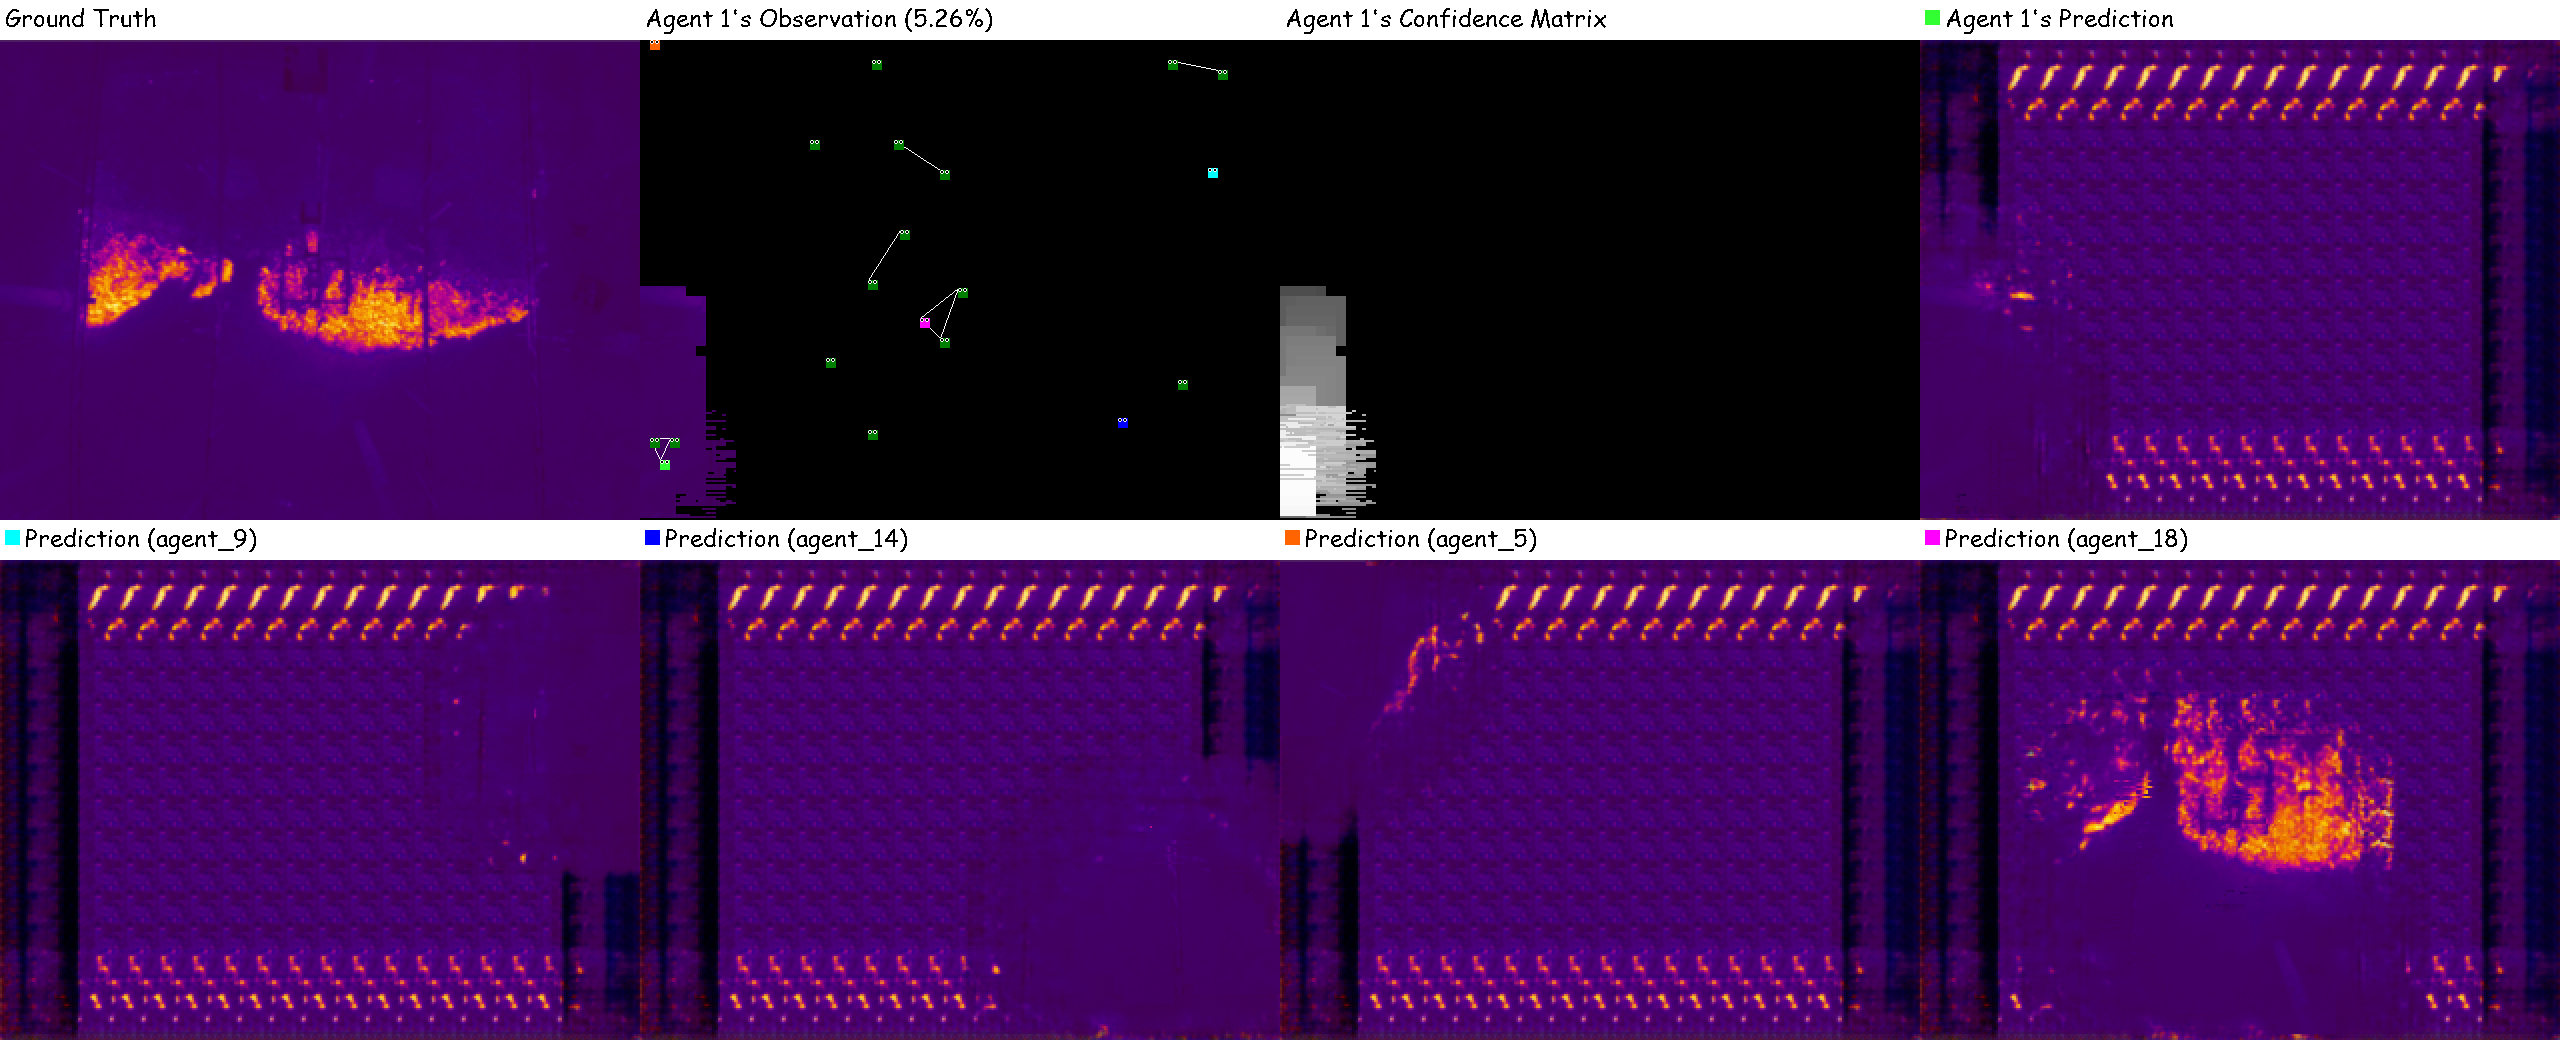 Ground Truth
Agent 1's Observation (5.26%)
Agent 1's Confidence Matrix
Agent 1's Prediction
Prediction (agent_9)
Prediction (agent_14)
Prediction (agent_5)
Prediction (agent_18)